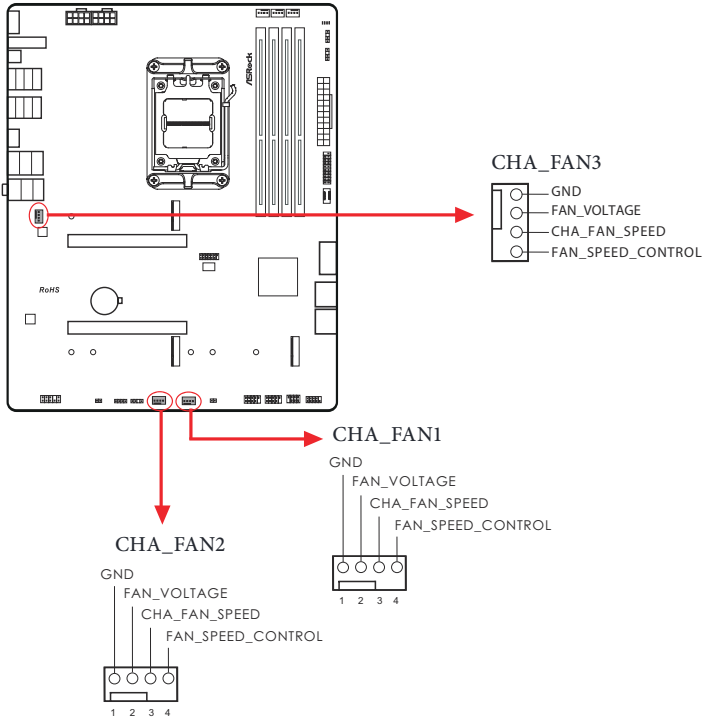 ASRock
CHA_FAN3
GND
FAN_VOLTAGE
CHA_FAN_SPEED
FAN_SPEED_CONTROL
RoHS
CHA_FAN1
GND
FAN_VOLTAGE
CHA_FAN_SPEED
FAN_SPEED_CONTROL
1 2 3 4
CHA_FAN2
GND
FAN_VOLTAGE
CHA_FAN_SPEED
FAN_SPEED_CONTROL
1 2 3 4